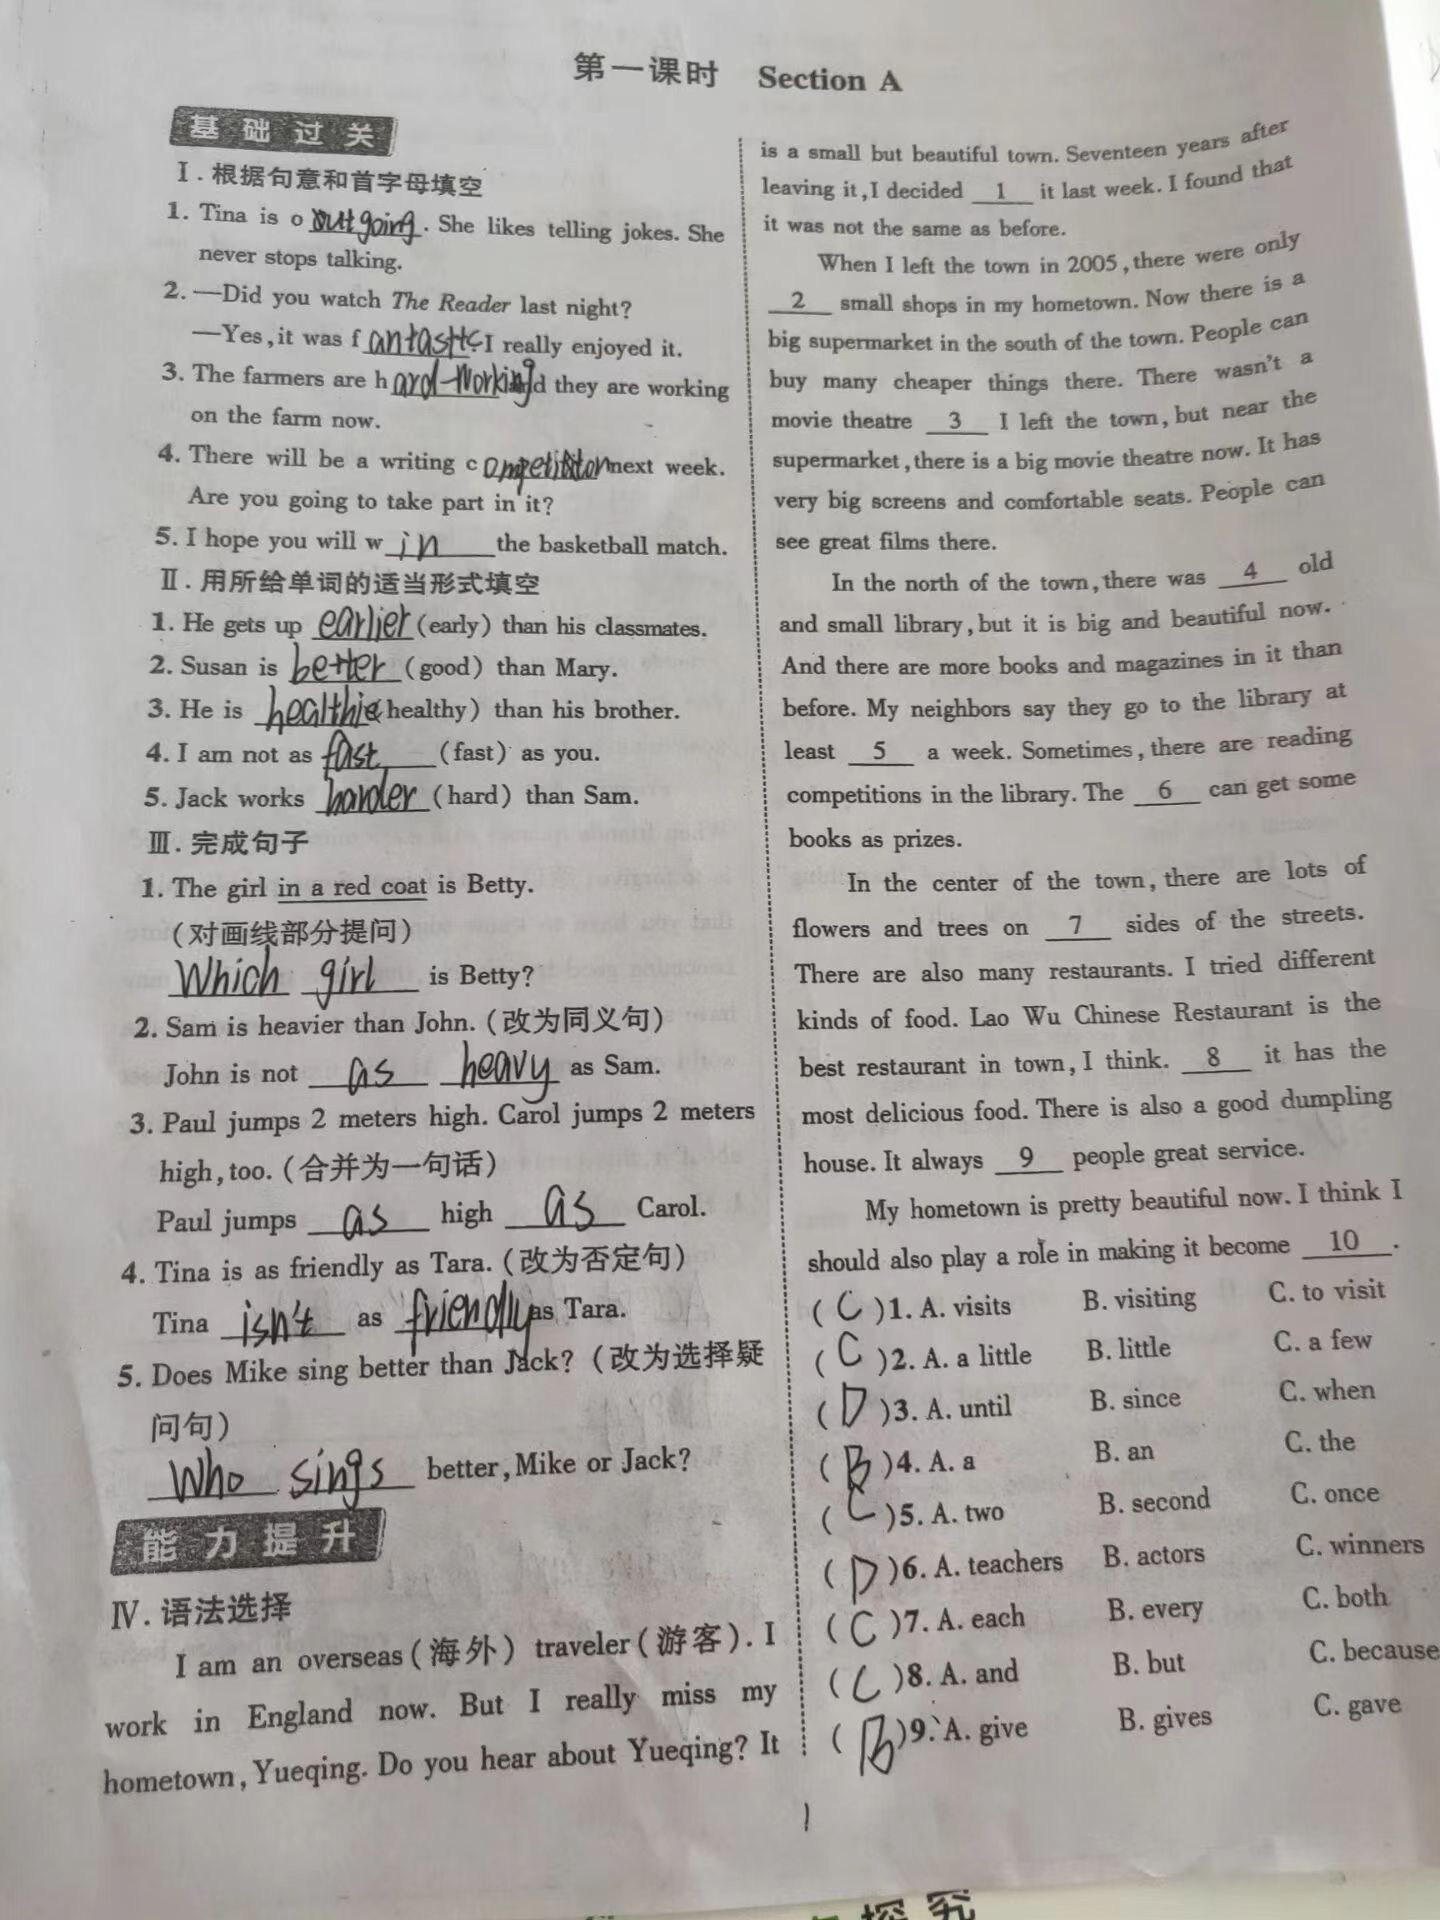 第一课时 Section A
基础过关
Ⅰ.根据句意和首字母填空
1. Tina is o outgoing. She likes telling jokes. She
never stops talking.
2. —Did you watch The Reader last night?
—Yes, it was fantastic. I really enjoyed it.
3. The farmers are hard-working and they are working
on the farm now.
4. There will be a writing competition next week.
Are you going to take part in it?
5. I hope you will win the basketball match.
Ⅱ.用所给单词的适当形式填空
1. He gets up earlier (early) than his classmates.
2. Susan is better (good) than Mary.
3. He is healthier (healthy) than his brother.
4. I am not as fast (fast) as you.
5. Jack works harder (hard) than Sam.
Ⅲ.完成句子
1. The girl in a red coat is Betty.
(对画线部分提问)
Which girl is Betty?
2. Sam is heavier than John. (改为同义句)
John is not as heavy as Sam.
3. Paul jumps 2 meters high. Carol jumps 2 meters
high, too. (合并为一句话)
Paul jumps as high as Carol.
4. Tina is as friendly as Tara. (改为否定句)
Tina isn't as friendly as Tara.
5. Does Mike sing better than Jack? (改为选择疑
问句)
Who sings better, Mike or Jack?
能力提升
Ⅳ.语法选择
I am an overseas(海外) traveler(游客). I
work in England now. But I really miss my
hometown, Yueqing. Do you hear about Yueqing? It
is a small but beautiful town. Seventeen years after
leaving it, I decided 1 it last week. I found that
it was not the same as before.
When I left the town in 2005, there were only
2 small shops in my hometown. Now there is a
big supermarket in the south of the town. People can
buy many cheaper things there. There wasn't a
movie theatre 3 I left the town, but near the
supermarket, there is a big movie theatre now. It has
very big screens and comfortable seats. People can
see great films there.
In the north of the town, there was 4 old
and small library, but it is big and beautiful now.
And there are more books and magazines in it than
before. My neighbors say they go to the library at
least 5 a week. Sometimes, there are reading
competitions in the library. The 6 can get some
books as prizes.
In the center of the town, there are lots of
flowers and trees on 7 sides of the streets.
There are also many restaurants. I tried different
kinds of food. Lao Wu Chinese Restaurant is the
best restaurant in town, I think. 8 it has the
most delicious food. There is also a good dumpling
house. It always 9 people great service.
My hometown is pretty beautiful now. I think I
should also play a role in making it become 10.
( C )1. A. visits B. visiting C. to visit
( C )2. A. a little B. little C. a few
( D )3. A. until B. since C. when
( B )4. A. a B. an C. the
( C )5. A. two B. second C. once
( D )6. A. teachers B. actors C. winners
( C )7. A. each B. every C. both
( C )8. A. and B. but C. because
( B )9. A. give B. gives C. gave
1
探究